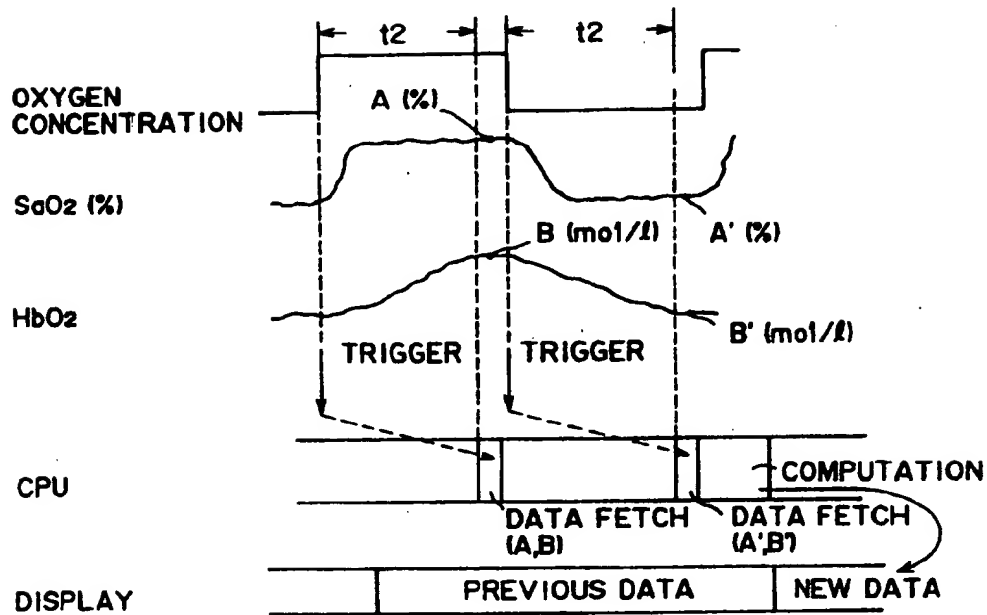 t2 t2
OXYGEN
CONCENTRATION
A (%)
SaO2 (%)
A' (%)
B (mol/l)
HbO2
B' (mol/l)
TRIGGER TRIGGER
CPU
COMPUTATION
DATA FETCH
(A,B)
DATA FETCH
(A',B')
DISPLAY
PREVIOUS DATA
NEW DATA